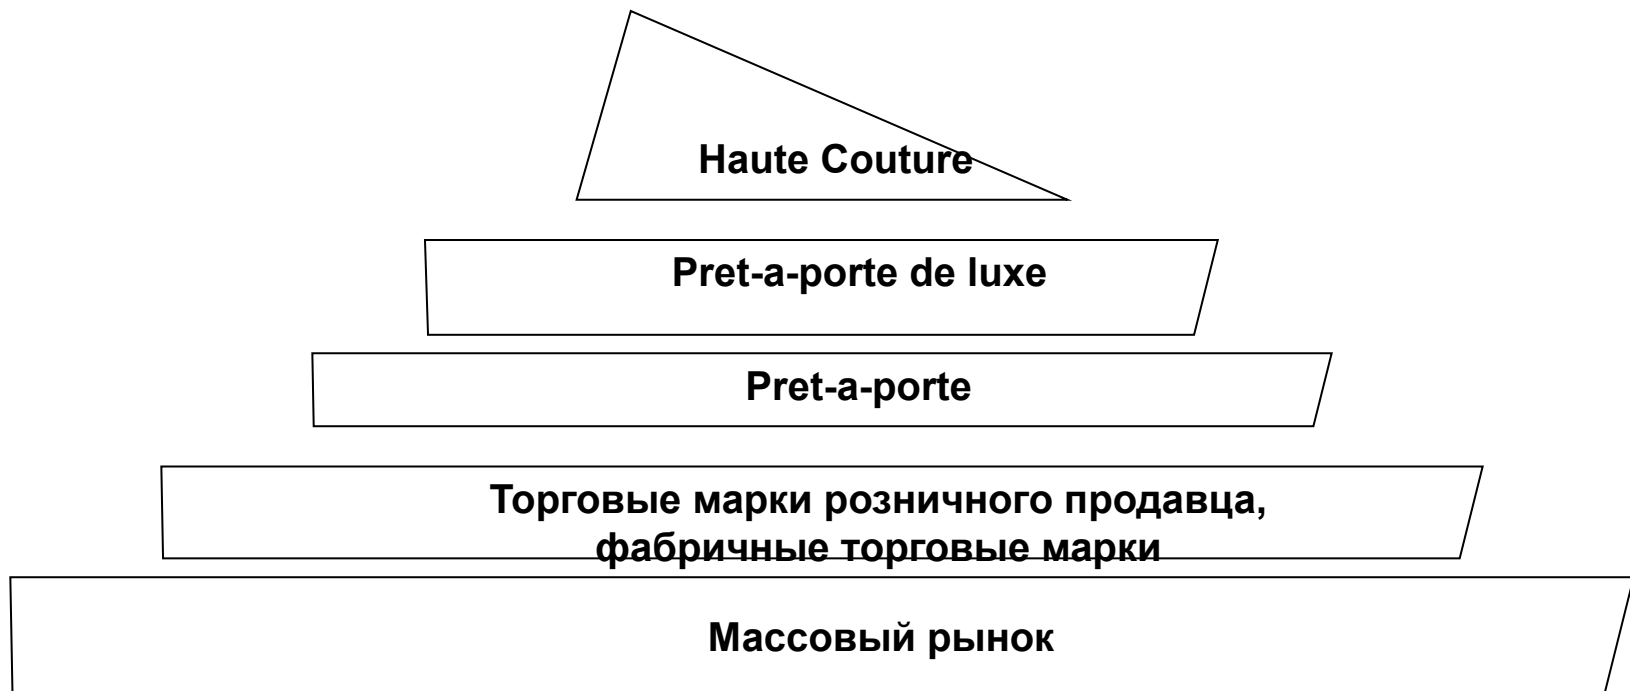 Haute Couture
Pret-a-porte de luxe
Pret-a-porte
Торговые марки розничного продавца,
фабричные торговые марки
Массовый рынок